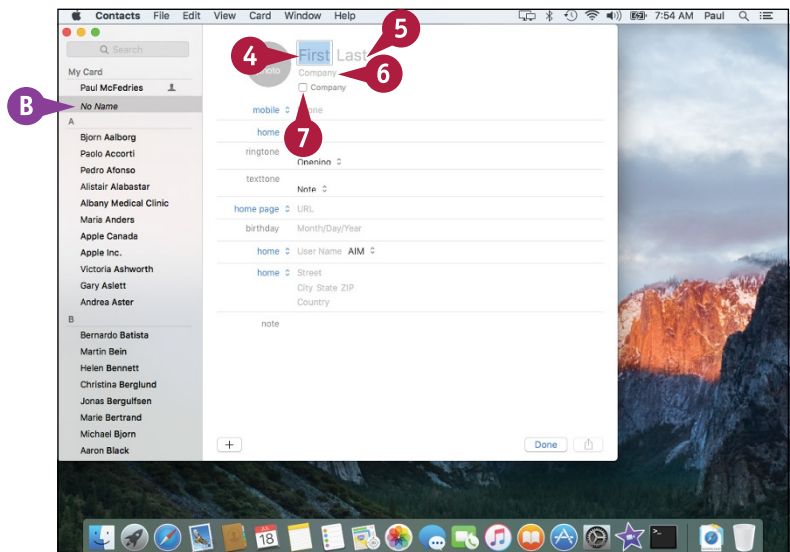 Contacts File Edit View Card Window Help 7:54 AM Paul
Search
My Card
Paul McFedries
No Name
A
Bjorn Aalborg
Paolo Accorti
Pedro Afonso
Alistair Alabastar
Albany Medical Clinic
Maria Anders
Apple Canada
Apple Inc.
Victoria Ashworth
Gary Aslett
Andrea Aster
B
Bernardo Batista
Martin Bein
Helen Bennett
Christina Berglund
Jonas Bergulfsen
Marie Bertrand
Michael Bjorn
Aaron Black
B
4
5
6
7
First Last
Company
Company
mobile
home
ringtone Opening
texttone Note
home page URL
birthday Month/Day/Year
home User Name AIM
home Street
City State ZIP
Country
note
+ Done
JUL
18